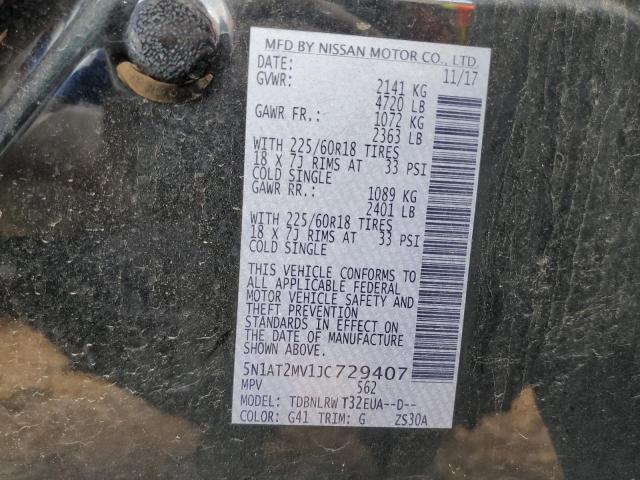 MFD BY NISSAN MOTOR CO., LTD.
DATE: 11/17
GVWR: 2141 KG
4720 LB
GAWR FR.: 1072 KG
2363 LB
WITH 225/60R18 TIRES
18 X 7J RIMS AT 33 PSI
COLD SINGLE
GAWR RR.: 1089 KG
2401 LB
WITH 225/60R18 TIRES
18 X 7J RIMS AT 33 PSI
COLD SINGLE
THIS VEHICLE CONFORMS TO
ALL APPLICABLE FEDERAL
MOTOR VEHICLE SAFETY AND
THEFT PREVENTION
STANDARDS IN EFFECT ON
THE DATE OF MANUFACTURE
SHOWN ABOVE.
5N1AT2MV1JC729407
MPV 562
MODEL: TDBNLRW T32EUA--D--
COLOR: G41 TRIM: G ZS30A